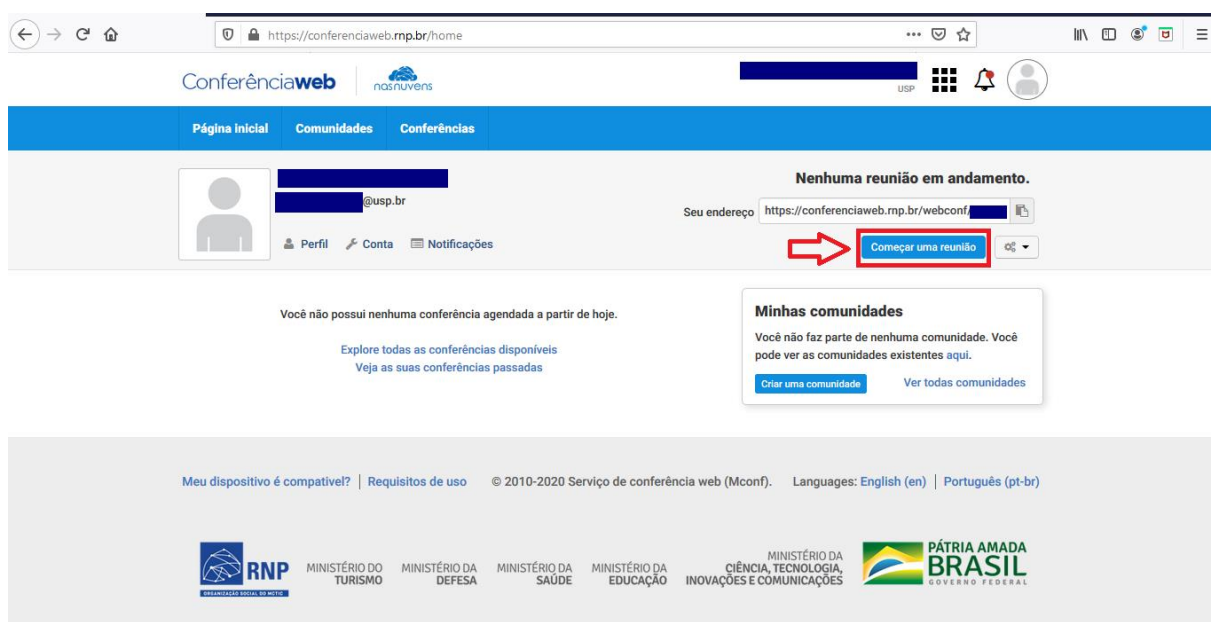 https://conferenciaweb.rnp.br/home
Conferênciaweb
nasnuvens
USP
Página inicial Comunidades Conferências
Nenhuma reunião em andamento.
@usp.br
Seu endereço https://conferenciaweb.rnp.br/webconf/
Perfil Conta Notificações
Começar uma reunião
Você não possui nenhuma conferência agendada a partir de hoje.
Explore todas as conferências disponíveis
Veja as suas conferências passadas
Minhas comunidades
Você não faz parte de nenhuma comunidade. Você
pode ver as comunidades existentes aqui.
Criar uma comunidade Ver todas comunidades
Meu dispositivo é compativel? | Requisitos de uso © 2010-2020 Serviço de conferência web (Mconf). Languages: English (en) | Português (pt-br)
RNP
ORGANIZAÇÃO SOCIAL DO MCTIC
MINISTÉRIO DO
TURISMO
MINISTÉRIO DA
DEFESA
MINISTÉRIO DA
SAÚDE
MINISTÉRIO DA
EDUCAÇÃO
MINISTÉRIO DA
CIÊNCIA, TECNOLOGIA,
INOVAÇÕES E COMUNICAÇÕES
PÁTRIA AMADA
BRASIL
GOVERNO FEDERAL